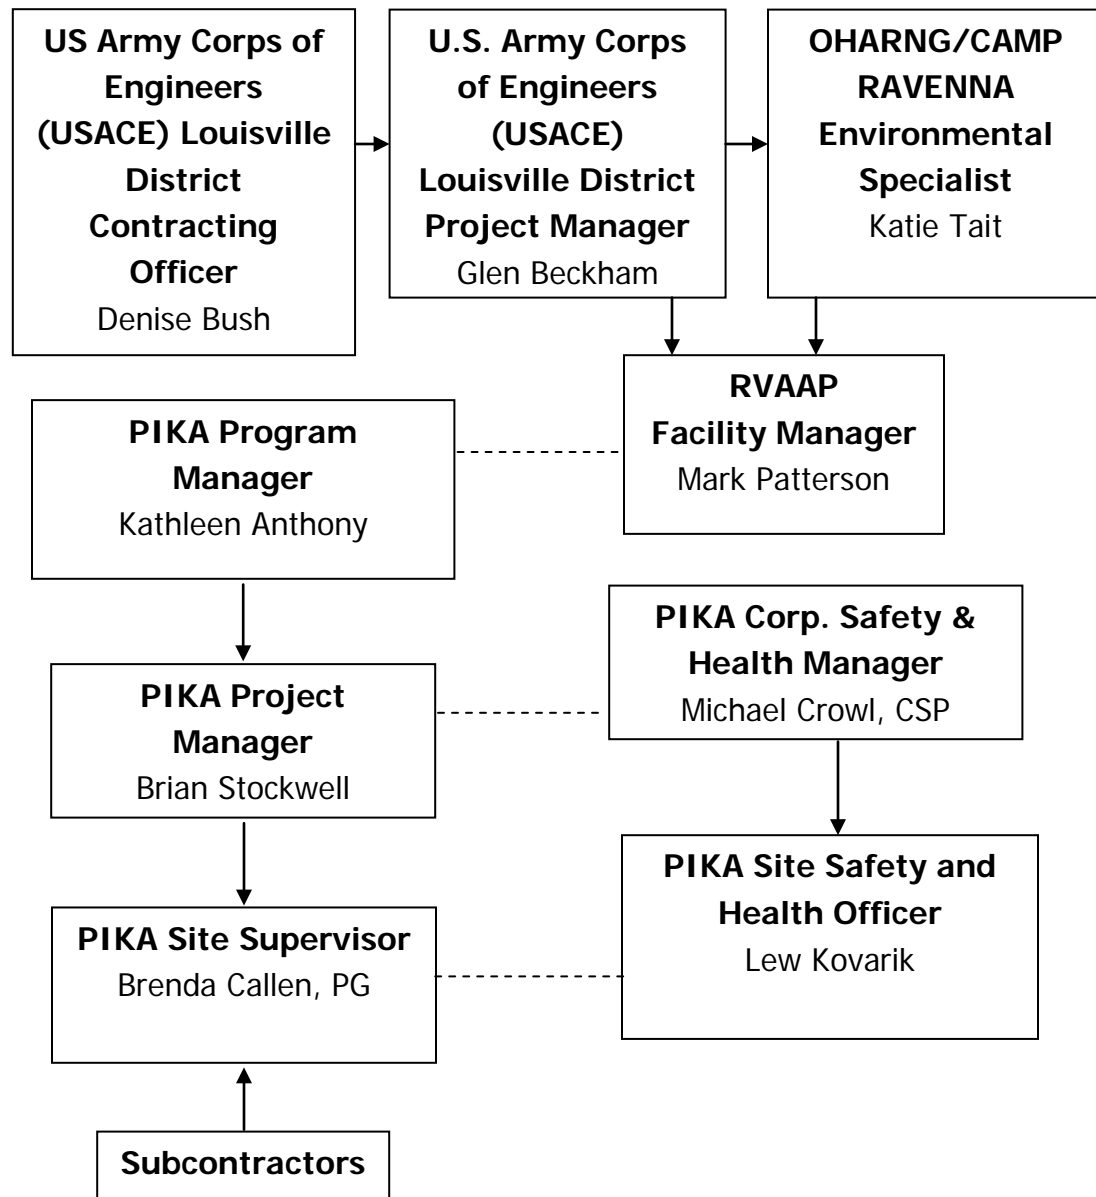 US Army Corps of
Engineers
(USACE) Louisville
District
Contracting
Officer
Denise Bush
U.S. Army Corps
of Engineers
(USACE)
Louisville District
Project Manager
Glen Beckham
OHARNG/CAMP
RAVENNA
Environmental
Specialist
Katie Tait
RVAAP
Facility Manager
Mark Patterson
PIKA Program
Manager
Kathleen Anthony
PIKA Corp. Safety &
Health Manager
Michael Crowl, CSP
PIKA Project
Manager
Brian Stockwell
PIKA Site Safety and
Health Officer
Lew Kovarik
PIKA Site Supervisor
Brenda Callen, PG
Subcontractors